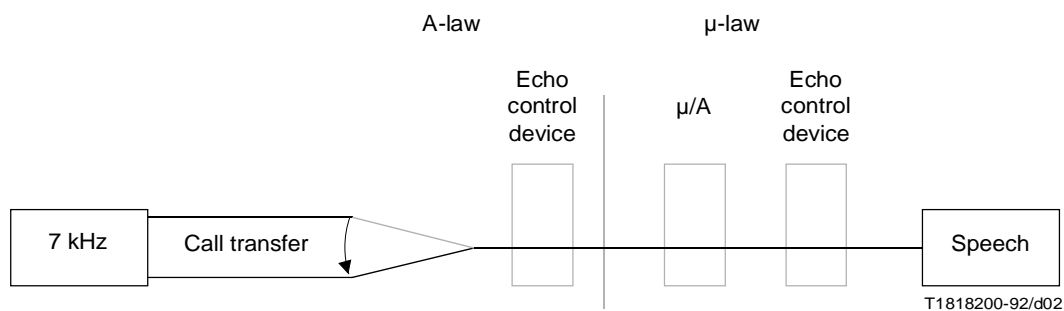 A-law
µ-law
Echo
control
device
µ/A
Echo
control
device
7 kHz
Call transfer
Speech
T1818200-92/d02